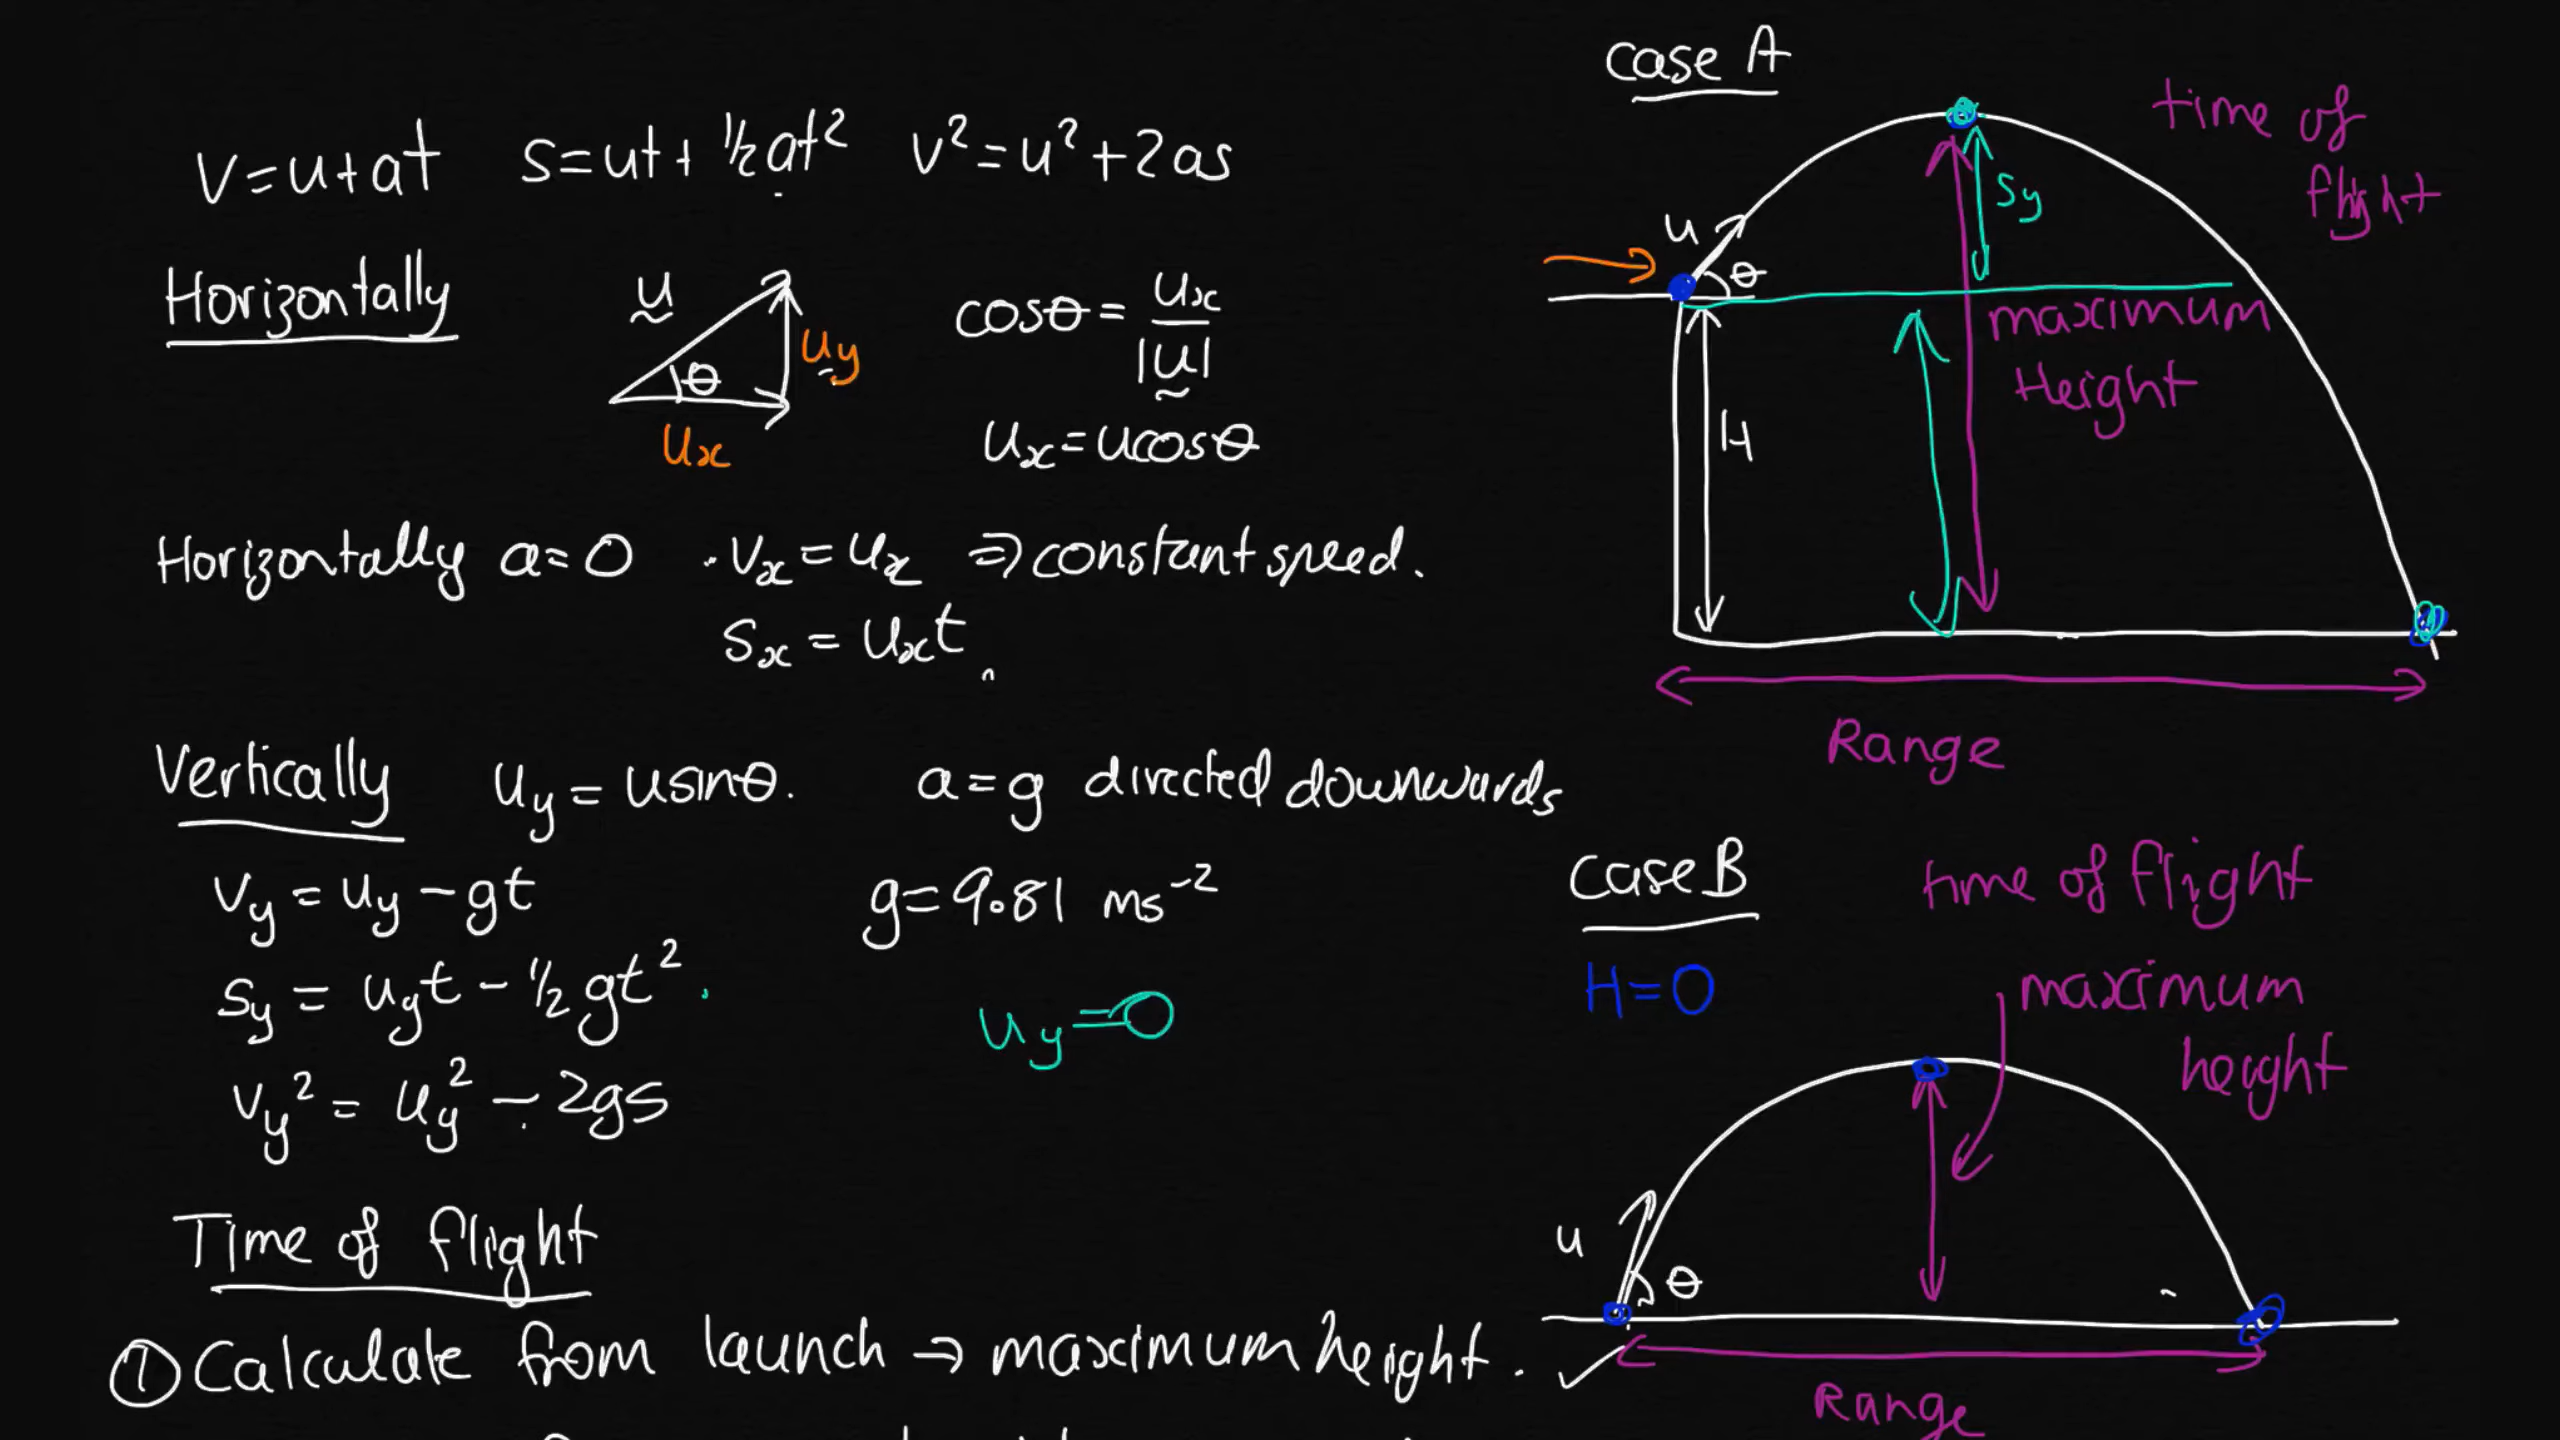 v=u+at s=ut+½at² v²=u²+2as
Horizontally
u
θ
uy
ux
cosθ = ux/|u|
ux=ucosθ
Horizontally a=0 . vx = ux ⇒ constant speed.
sx = uxt
Vertically uy = usinθ. a=g directed downwards
vy = uy - gt g=9.81 ms⁻²
sy = uyt - ½gt².
uy=0
vy² = uy² - 2gs
Time of flight
① Calculate from launch → maximum height. ✓
case A
time of
flight
sy
u
θ
maximum
Height
H
Range
case B
time of flight
H=0
maximum
height
u
θ
Range